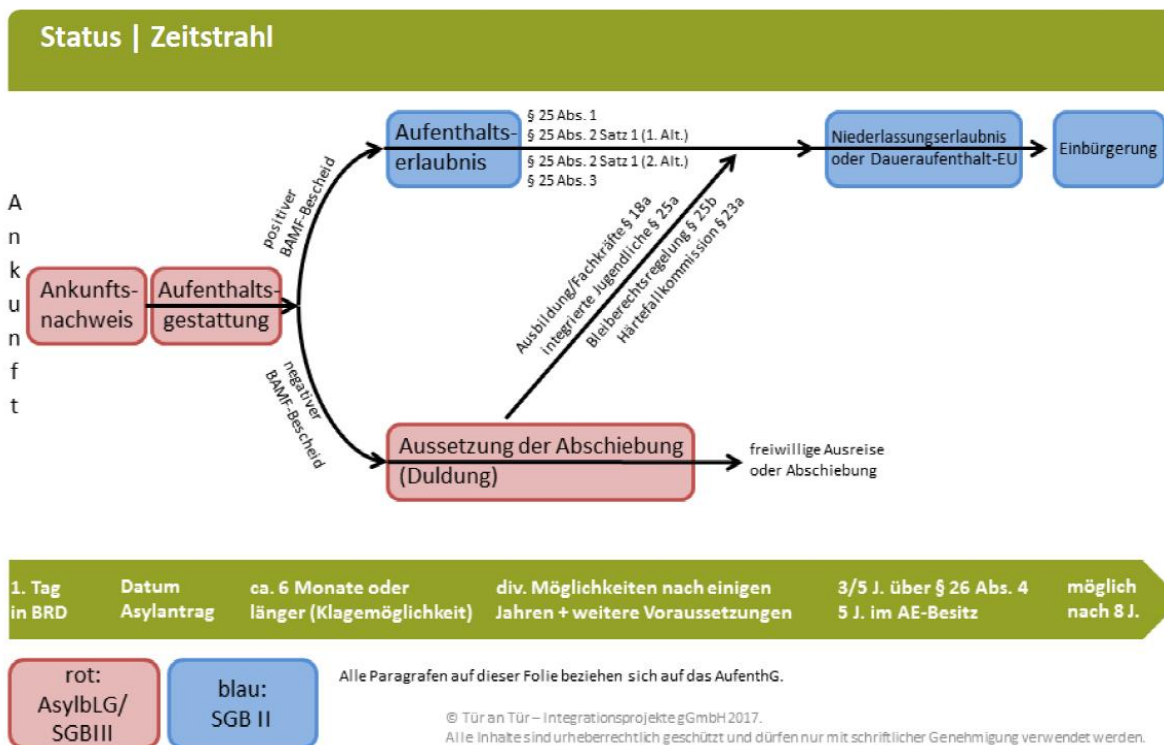 Status | Zeitstrahl
Ankunft
Ankunfts-
nachweis
Aufenthalts-
gestattung
positiver
BAMF-Bescheid
negativer
BAMF-Bescheid
Aufenthalts-
erlaubnis
§ 25 Abs. 1
§ 25 Abs. 2 Satz 1 (1. Alt.)
§ 25 Abs. 2 Satz 1 (2. Alt.)
§ 25 Abs. 3
Niederlassungserlaubnis
oder Daueraufenthalt-EU
Einbürgerung
Ausbildung/Fachkräfte § 18a
integrierte Jugendliche § 25a
Bleiberechtsregelung § 25b
Härtefallkommission § 23a
Aussetzung der Abschiebung
(Duldung)
freiwillige Ausreise
oder Abschiebung
1. Tag
in BRD
Datum
Asylantrag
ca. 6 Monate oder
länger (Klagemöglichkeit)
div. Möglichkeiten nach einigen
Jahren + weitere Voraussetzungen
3/5 J. über § 26 Abs. 4
5 J. im AE-Besitz
möglich
nach 8 J.
rot:
AsylbLG/
SGBIII
blau:
SGB II
Alle Paragrafen auf dieser Folie beziehen sich auf das AufenthG.
© Tür an Tür – Integrationsprojekte gGmbH 2017.
Alle Inhalte sind urheberrechtlich geschützt und dürfen nur mit schriftlicher Genehmigung verwendet werden.